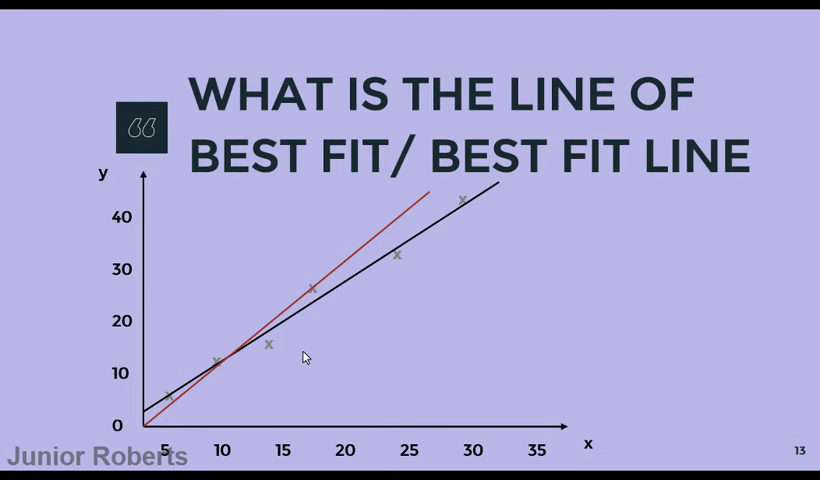 WHAT IS THE LINE OF
BEST FIT/ BEST FIT LINE
y
40
30
20
10
0
5 10 15 20 25 30 35 x
13
Junior Roberts